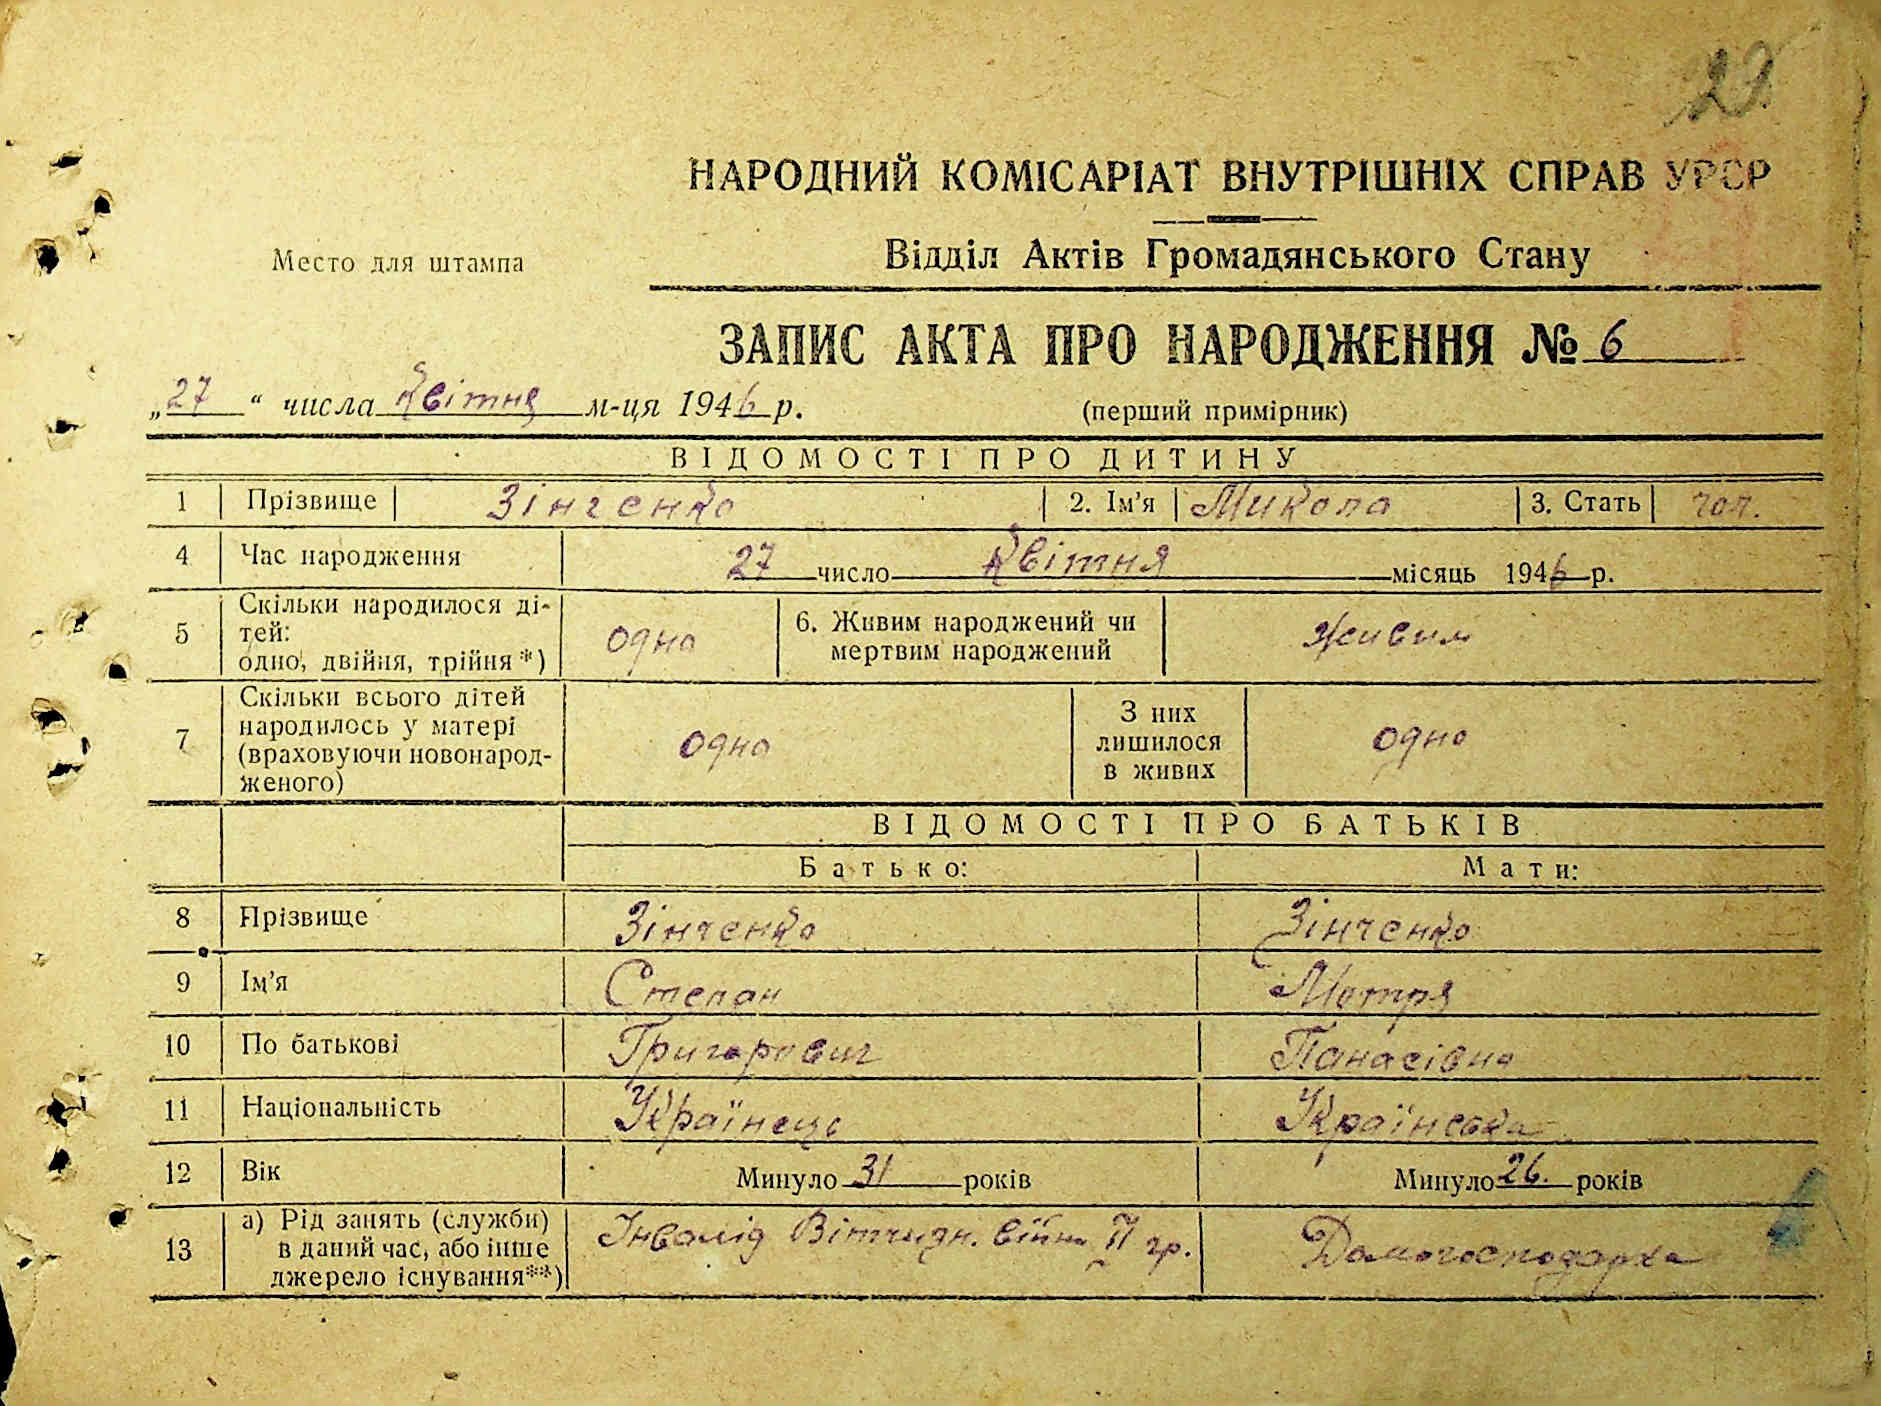 29.
НАРОДНИЙ КОМІСАРІАТ ВНУТРІШНІХ СПРАВ УРСР
Место для штампа
Відділ Актів Громадянського Стану
ЗАПИС АКТА ПРО НАРОДЖЕННЯ № 6
„27“ числа Квітня м-ця 1946 р. (перший примірник)
ВІДОМОСТІ ПРО ДИТИНУ
1 Прізвище Зінченко 2. Ім’я Микола 3. Стать чол.
4 Час народження 27 число Квітня місяць 1946 р.
5 Скільки народилося ді-
тей:
одно, двійня, трійня*) одно 6. Живим народжений чи
мертвим народжений живим
7 Скільки всього дітей
народилось у матері
(враховуючи новонарод-
женого) одно З них
лишилося
в живих одно
ВІДОМОСТІ ПРО БАТЬКІВ
Батько: Мати:
8 Прізвище Зінченко Зінченко
9 Ім’я Степан Мотря
10 По батькові Григорович Панасівна
11 Національність Українець Українська
12 Вік Минуло 31 років Минуло 26. років
13 а) Рід занять (служби)
в даний час, або інше
джерело існування**) Інвалід Вітчизн. війни II гр. Домогосподарка